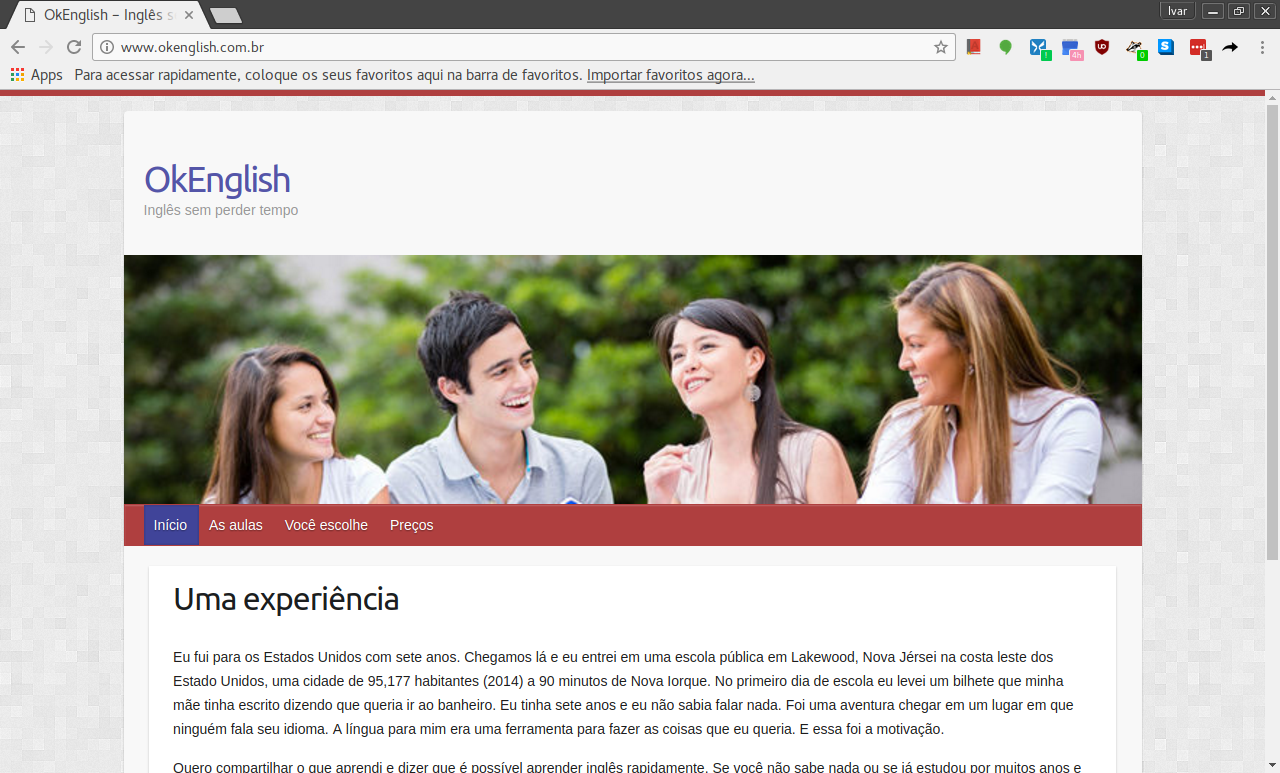 OkEnglish – Inglês s
Ivar
www.okenglish.com.br
4h
0
1
Apps Para acessar rapidamente, coloque os seus favoritos aqui na barra de favoritos. Importar favoritos agora...
OkEnglish
Inglês sem perder tempo
Início As aulas Você escolhe Preços
Uma experiência
Eu fui para os Estados Unidos com sete anos. Chegamos lá e eu entrei em uma escola pública em Lakewood, Nova Jérsei na costa leste dos
Estado Unidos, uma cidade de 95,177 habitantes (2014) a 90 minutos de Nova Iorque. No primeiro dia de escola eu levei um bilhete que minha
mãe tinha escrito dizendo que queria ir ao banheiro. Eu tinha sete anos e eu não sabia falar nada. Foi uma aventura chegar em um lugar em que
ninguém fala seu idioma. A língua para mim era uma ferramenta para fazer as coisas que eu queria. E essa foi a motivação.
Quero compartilhar o que aprendi e dizer que é possível aprender inglês rapidamente. Se você não sabe nada ou se já estudou por muitos anos e